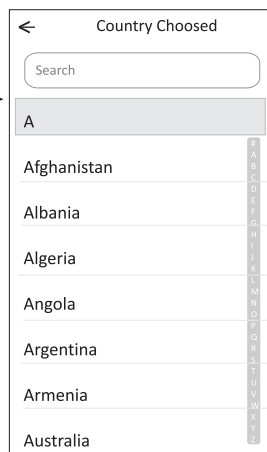 Country Choosed
Search
A
Afghanistan
Albania
Algeria
Angola
Argentina
Armenia
Australia
#
A
B
C
D
E
F
G
H
I
J
K
L
M
N
O
P
Q
R
S
T
U
V
W
X
Y
Z